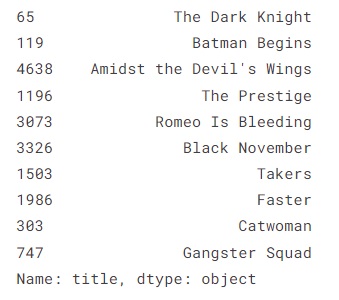 65 The Dark Knight
119 Batman Begins
4638 Amidst the Devil's Wings
1196 The Prestige
3073 Romeo Is Bleeding
3326 Black November
1503 Takers
1986 Faster
303 Catwoman
747 Gangster Squad
Name: title, dtype: object